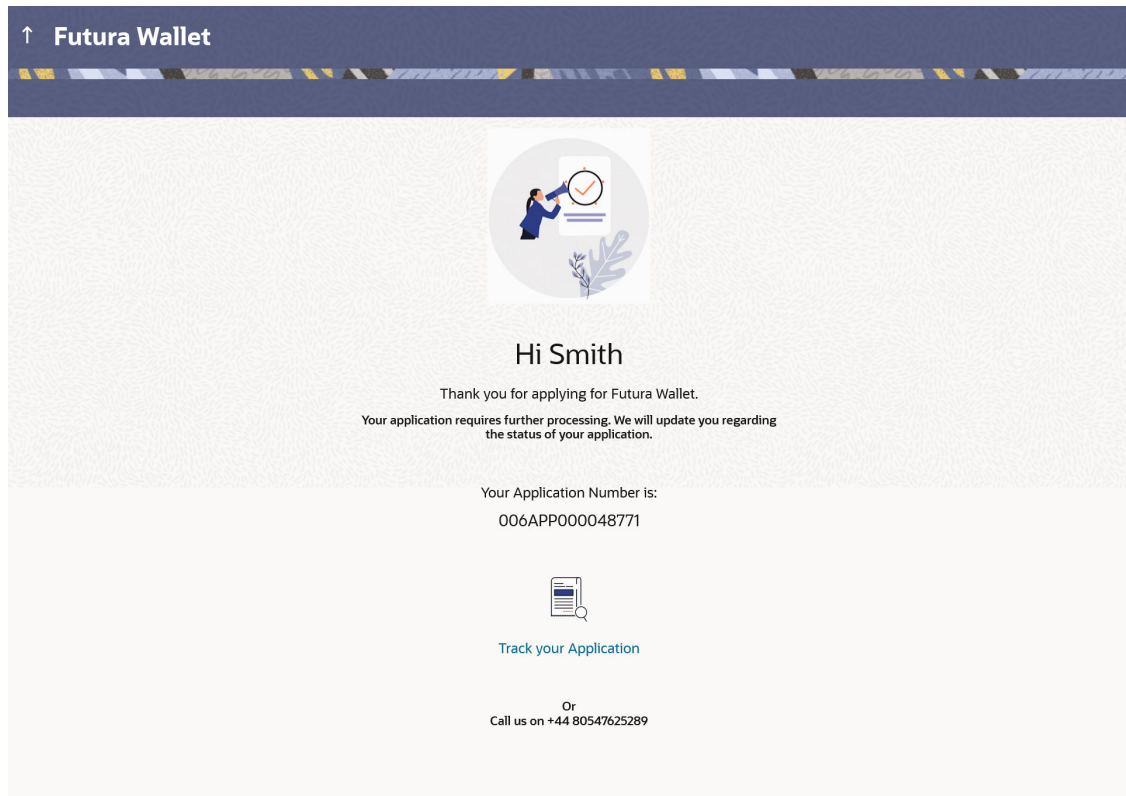 Futura Wallet
Hi Smith
Thank you for applying for Futura Wallet.
Your application requires further processing. We will update you regarding
the status of your application.
Your Application Number is:
006APP000048771
Track your Application
Or
Call us on +44 80547625289